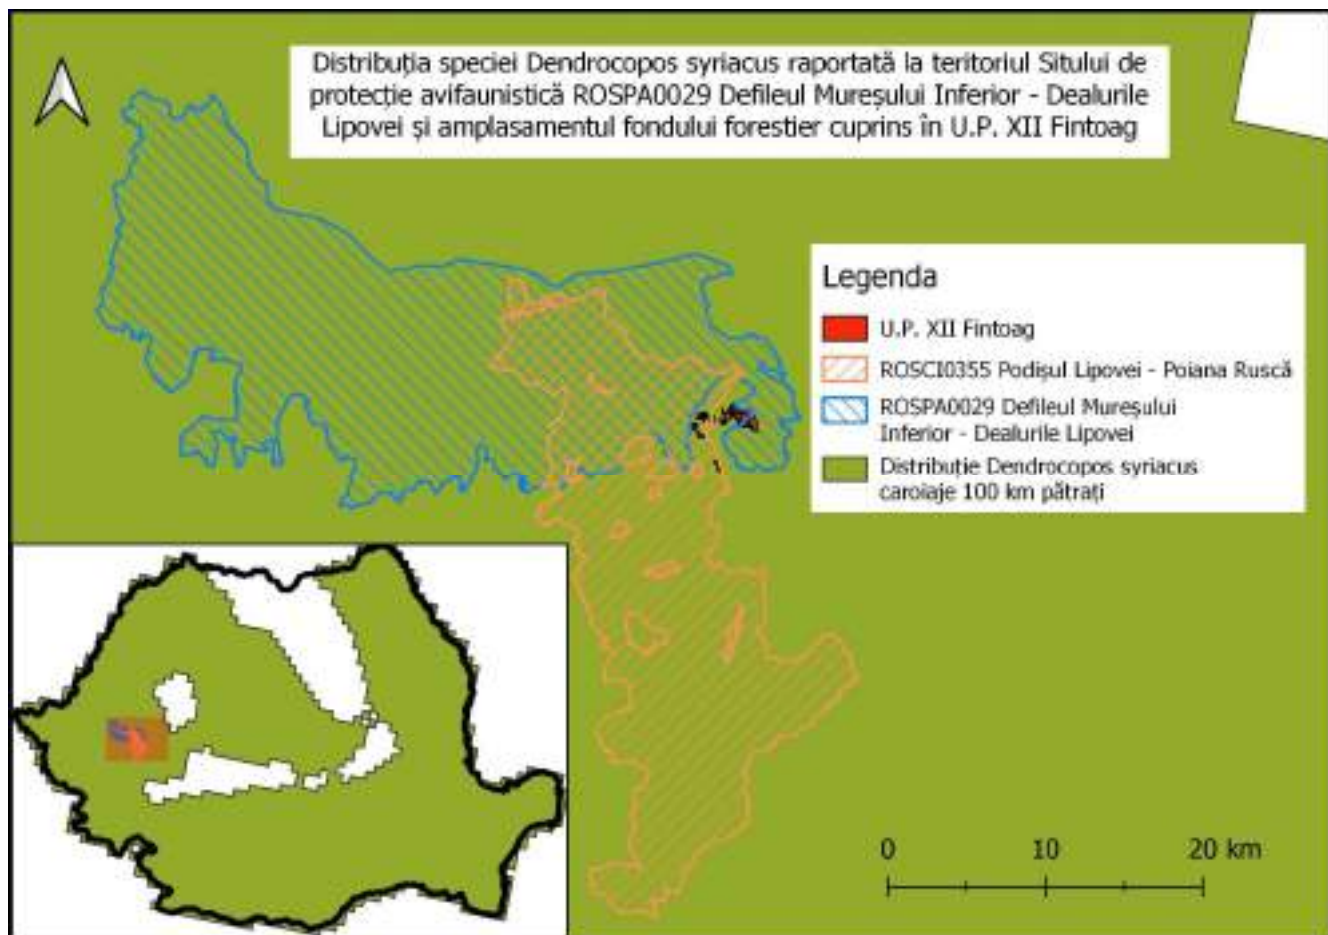 Distribuția speciei Dendrocopos syriacus raportată la teritoriul Sitului de
protecție avifaunistică ROSPA0029 Defileul Mureșului Inferior - Dealurile
Lipovei și amplasamentul fondului forestier cuprins în U.P. XII Fintoag
Legenda
U.P. XII Fintoag
ROSCI0355 Podișul Lipovei - Poiana Ruscă
ROSPA0029 Defileul Mureșului
Inferior - Dealurile Lipovei
Distribuție Dendrocopos syriacus
caroiaje 100 km pătrați
0 10 20 km